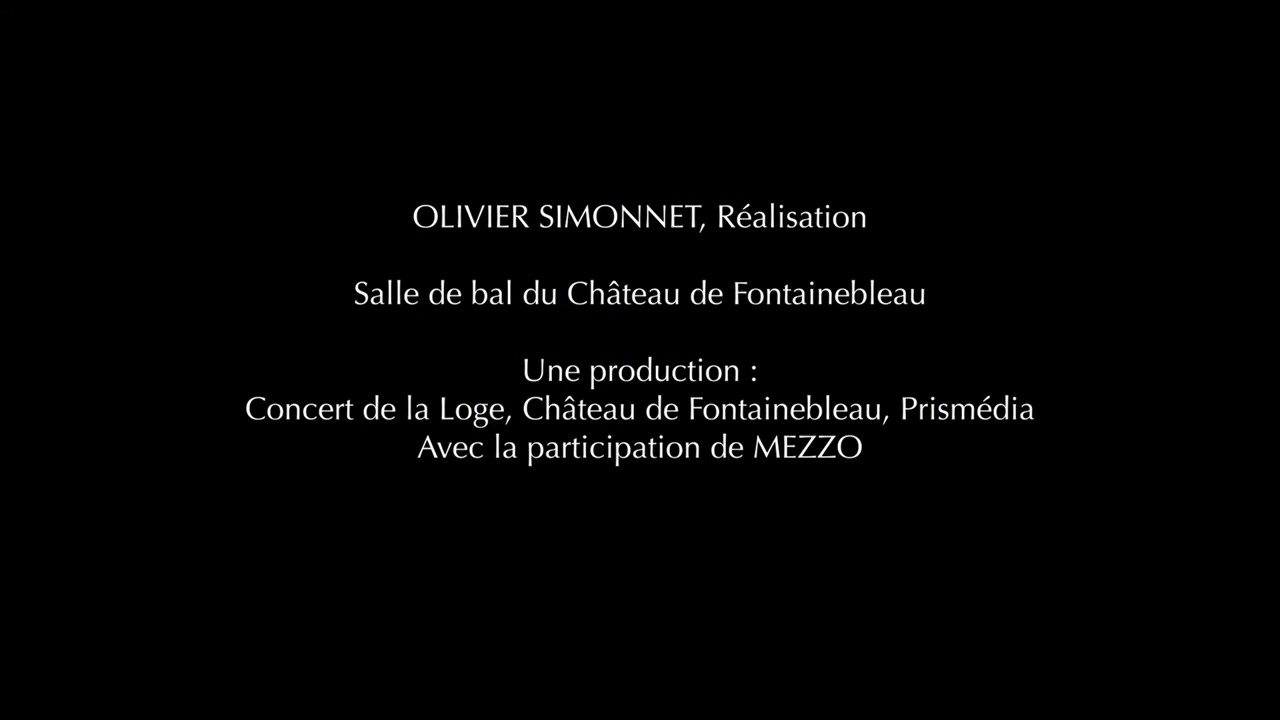 OLIVIER SIMONNET, Réalisation
Salle de bal du Château de Fontainebleau
Une production :
Concert de la Loge, Château de Fontainebleau, Prismédia
Avec la participation de MEZZO